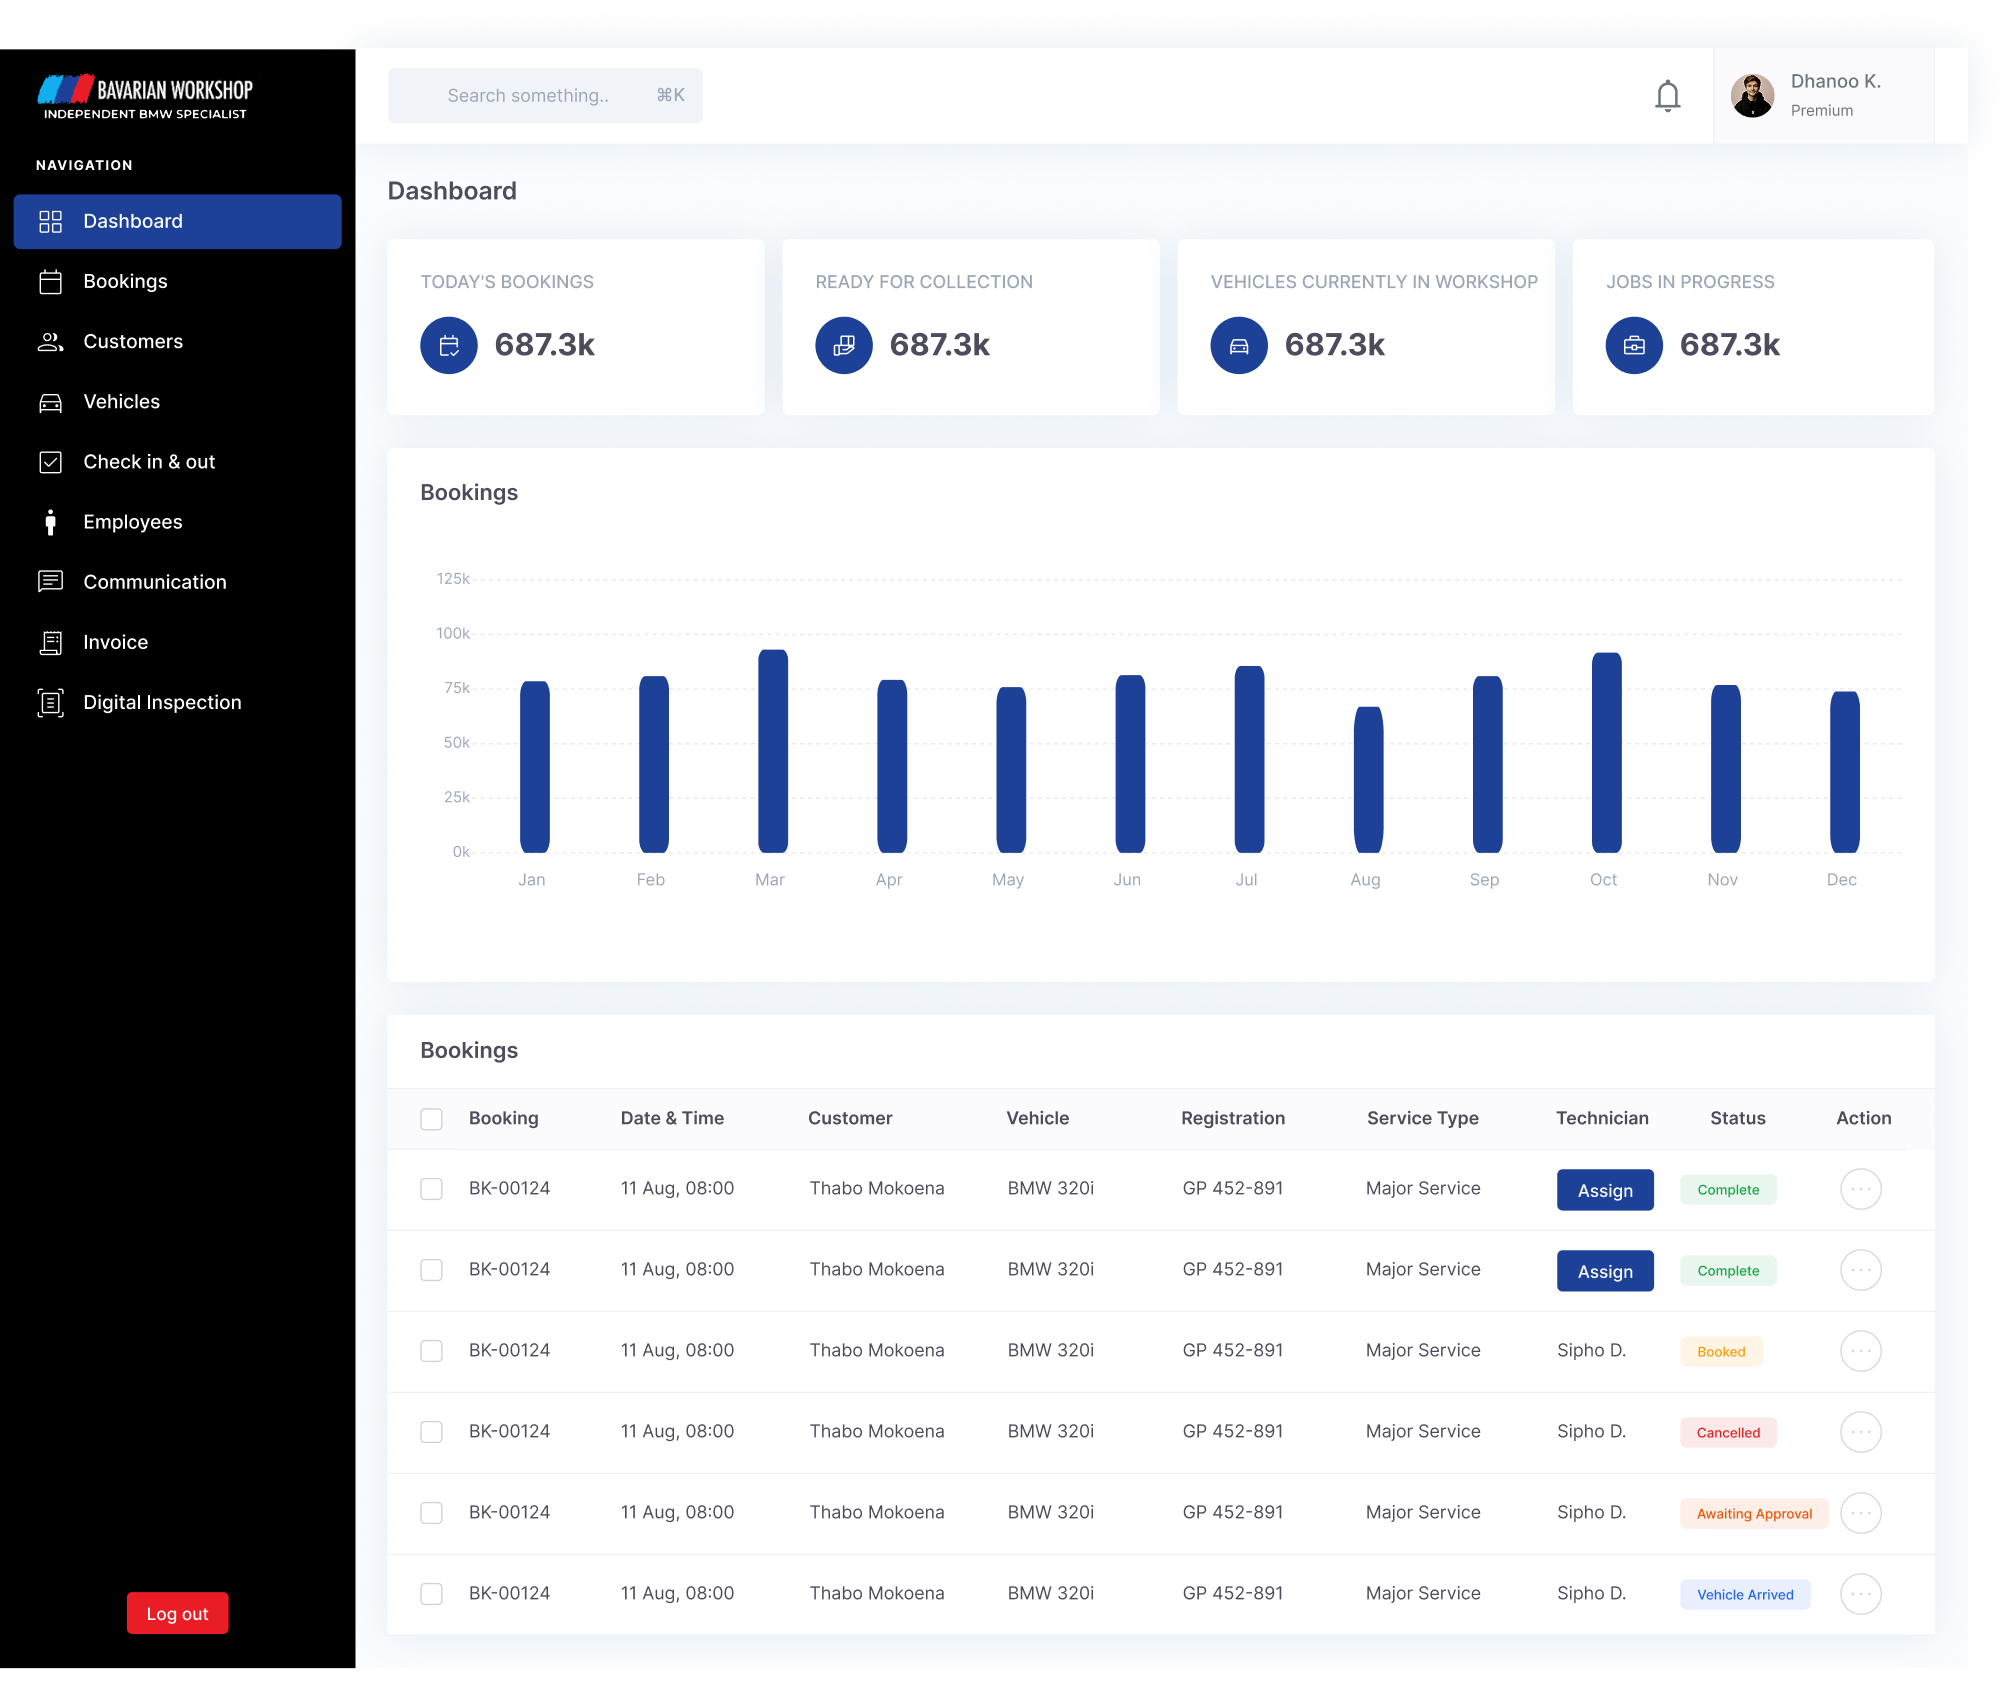 BAVARIAN WORKSHOP
INDEPENDENT BMW SPECIALIST
NAVIGATION
Dashboard
Bookings
Customers
Vehicles
Check in & out
Employees
Communication
Invoice
Digital Inspection
Log out
Search something.. ⌘K
Dhanoo K.
Premium
Dashboard
TODAY'S BOOKINGS
687.3k
READY FOR COLLECTION
687.3k
VEHICLES CURRENTLY IN WORKSHOP
687.3k
JOBS IN PROGRESS
687.3k
Bookings
125k
100k
75k
50k
25k
0k
Jan Feb Mar Apr May Jun Jul Aug Sep Oct Nov Dec
Bookings
Booking Date & Time Customer Vehicle Registration Service Type Technician Status Action
BK-00124 11 Aug, 08:00 Thabo Mokoena BMW 320i GP 452-891 Major Service Assign Complete
BK-00124 11 Aug, 08:00 Thabo Mokoena BMW 320i GP 452-891 Major Service Assign Complete
BK-00124 11 Aug, 08:00 Thabo Mokoena BMW 320i GP 452-891 Major Service Sipho D. Booked
BK-00124 11 Aug, 08:00 Thabo Mokoena BMW 320i GP 452-891 Major Service Sipho D. Cancelled
BK-00124 11 Aug, 08:00 Thabo Mokoena BMW 320i GP 452-891 Major Service Sipho D. Awaiting Approval
BK-00124 11 Aug, 08:00 Thabo Mokoena BMW 320i GP 452-891 Major Service Sipho D. Vehicle Arrived